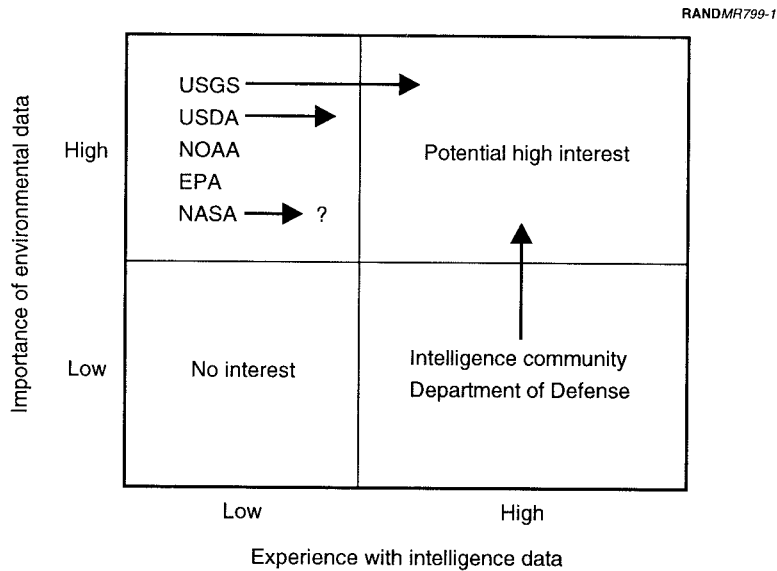 RANDMR799-1
Importance of environmental data
High
USGS
USDA
NOAA
EPA
NASA ?
Potential high interest
Low
No interest
Intelligence community
Department of Defense
Low
High
Experience with intelligence data